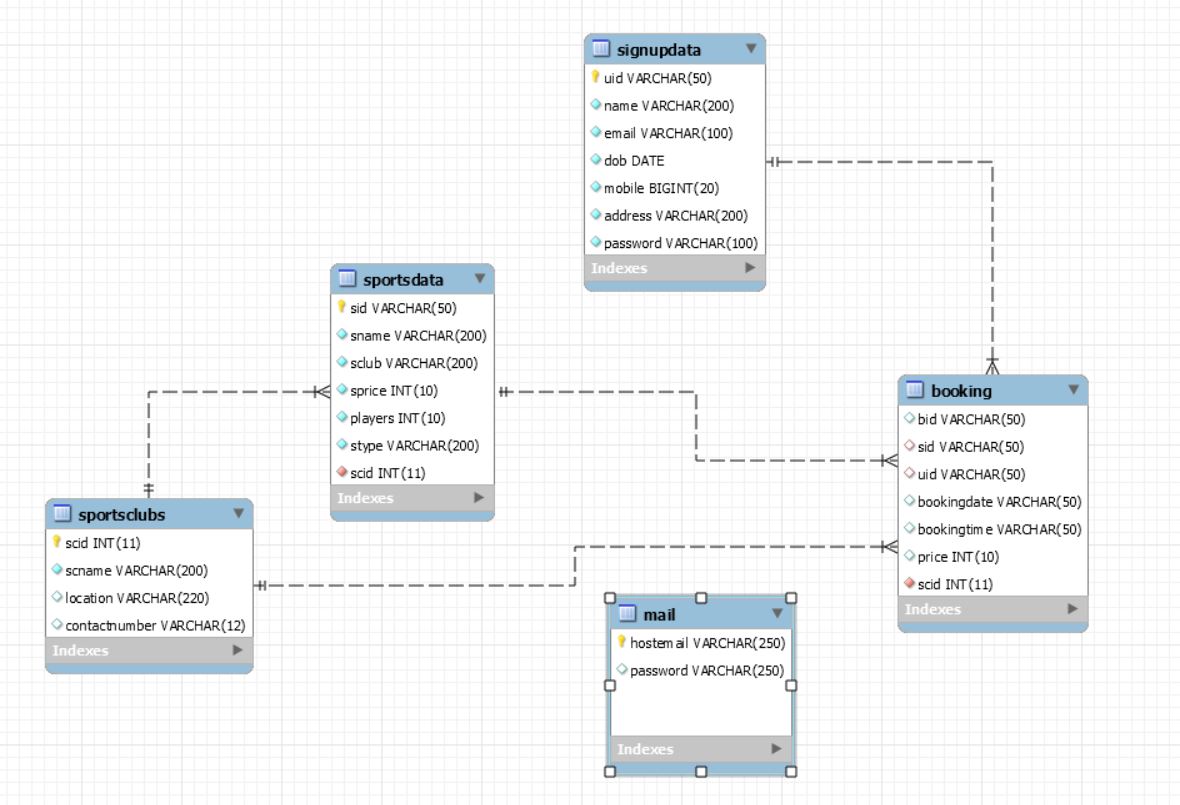 signupdata
uid VARCHAR(50)
name VARCHAR(200)
email VARCHAR(100)
dob DATE
mobile BIGINT(20)
address VARCHAR(200)
password VARCHAR(100)
Indexes
sportsdata
sid VARCHAR(50)
sname VARCHAR(200)
sclub VARCHAR(200)
sprice INT(10)
players INT(10)
stype VARCHAR(200)
scid INT(11)
Indexes
booking
bid VARCHAR(50)
sid VARCHAR(50)
uid VARCHAR(50)
bookingdate VARCHAR(50)
bookingtime VARCHAR(50)
price INT(10)
scid INT(11)
Indexes
sportsclubs
scid INT(11)
scname VARCHAR(200)
location VARCHAR(220)
contactnumber VARCHAR(12)
Indexes
mail
hostemail VARCHAR(250)
password VARCHAR(250)
Indexes